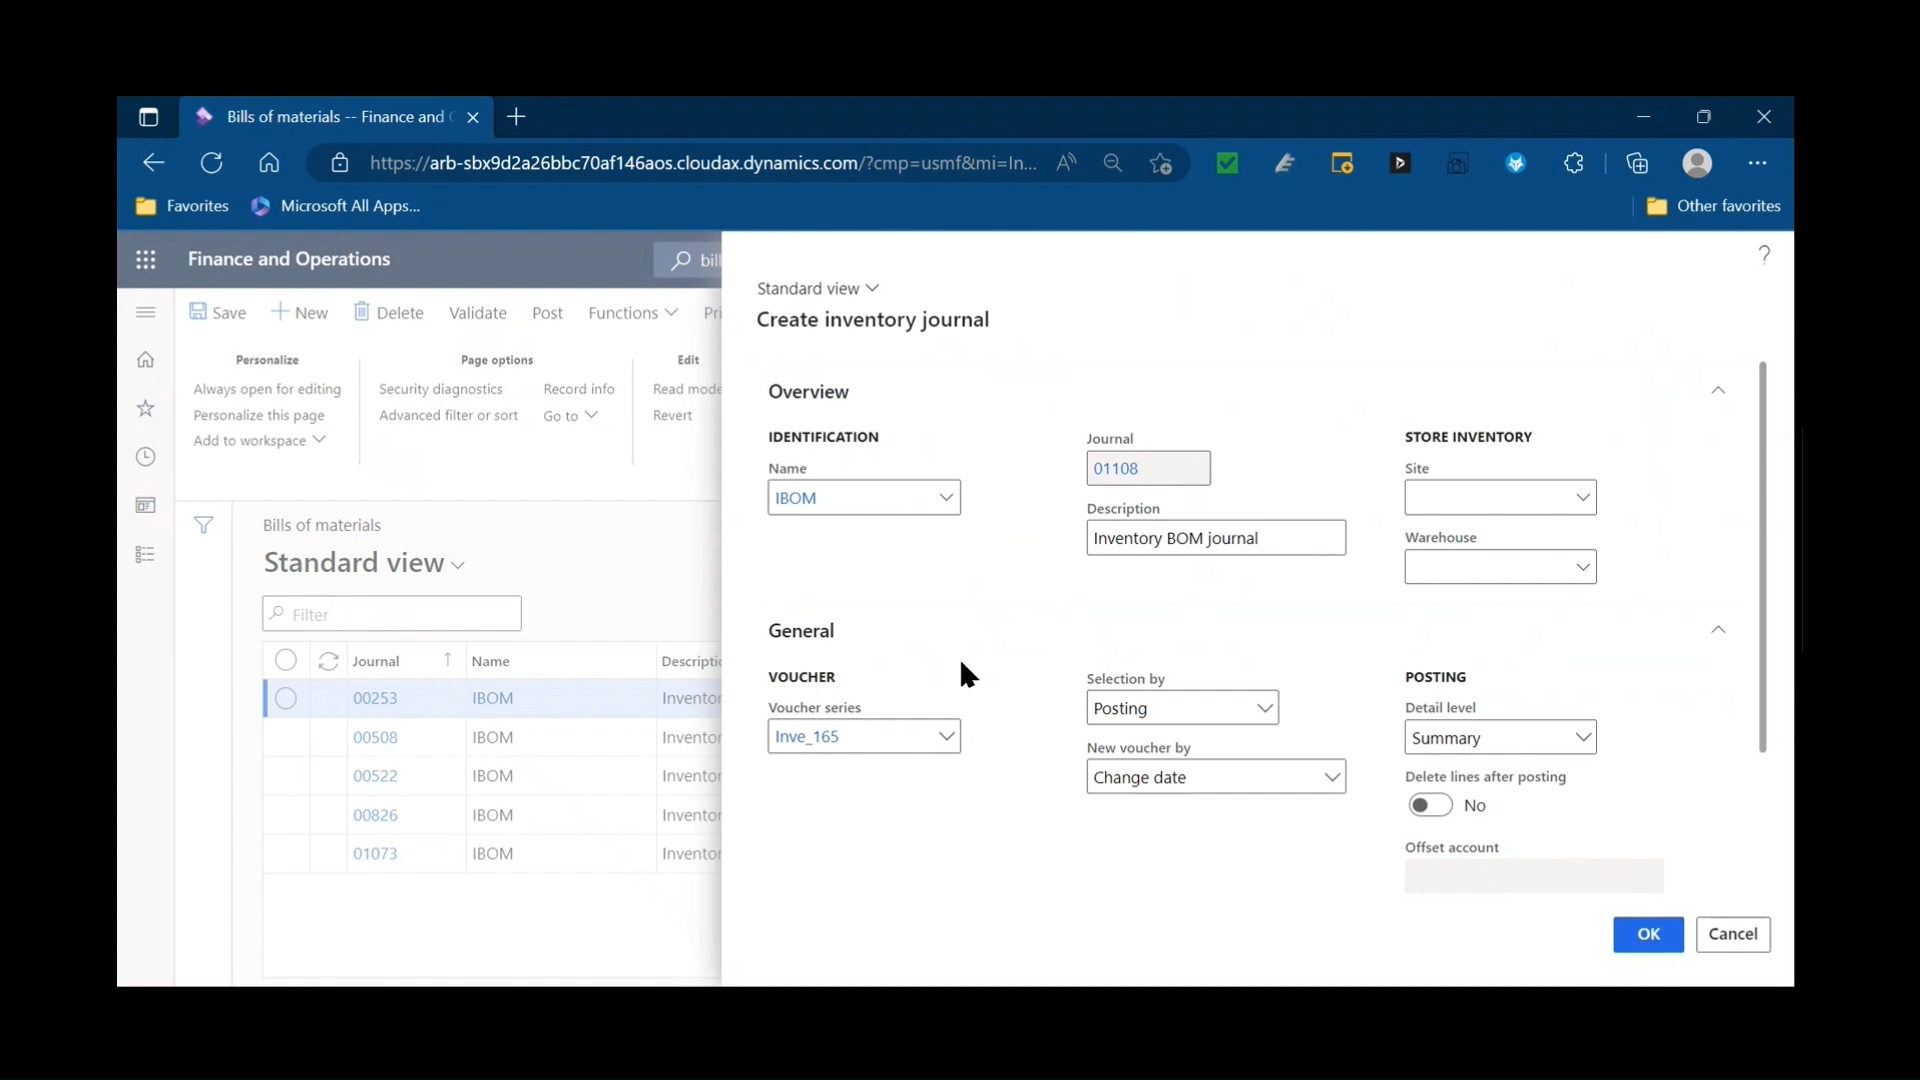 Bills of materials -- Finance and
https://arb-sbx9d2a26bbc70af146aos.cloudax.dynamics.com/?cmp=usmf&mi=In...
Favorites
Microsoft All Apps...
Other favorites
Finance and Operations
bill
Save
New
Delete
Validate
Post
Functions
Personalize
Always open for editing
Personalize this page
Add to workspace
Page options
Security diagnostics
Record info
Advanced filter or sort
Go to
Edit
Read mode
Revert
Bills of materials
Standard view
Filter
Journal
Name
00253
IBOM
00508
IBOM
00522
IBOM
00826
IBOM
01073
IBOM
?
Standard view
Create inventory journal
Overview
IDENTIFICATION
Name
IBOM
Journal
01108
Description
Inventory BOM journal
STORE INVENTORY
Site
Warehouse
General
VOUCHER
Voucher series
Inve_165
Selection by
Posting
New voucher by
Change date
POSTING
Detail level
Summary
Delete lines after posting
No
Offset account
OK
Cancel